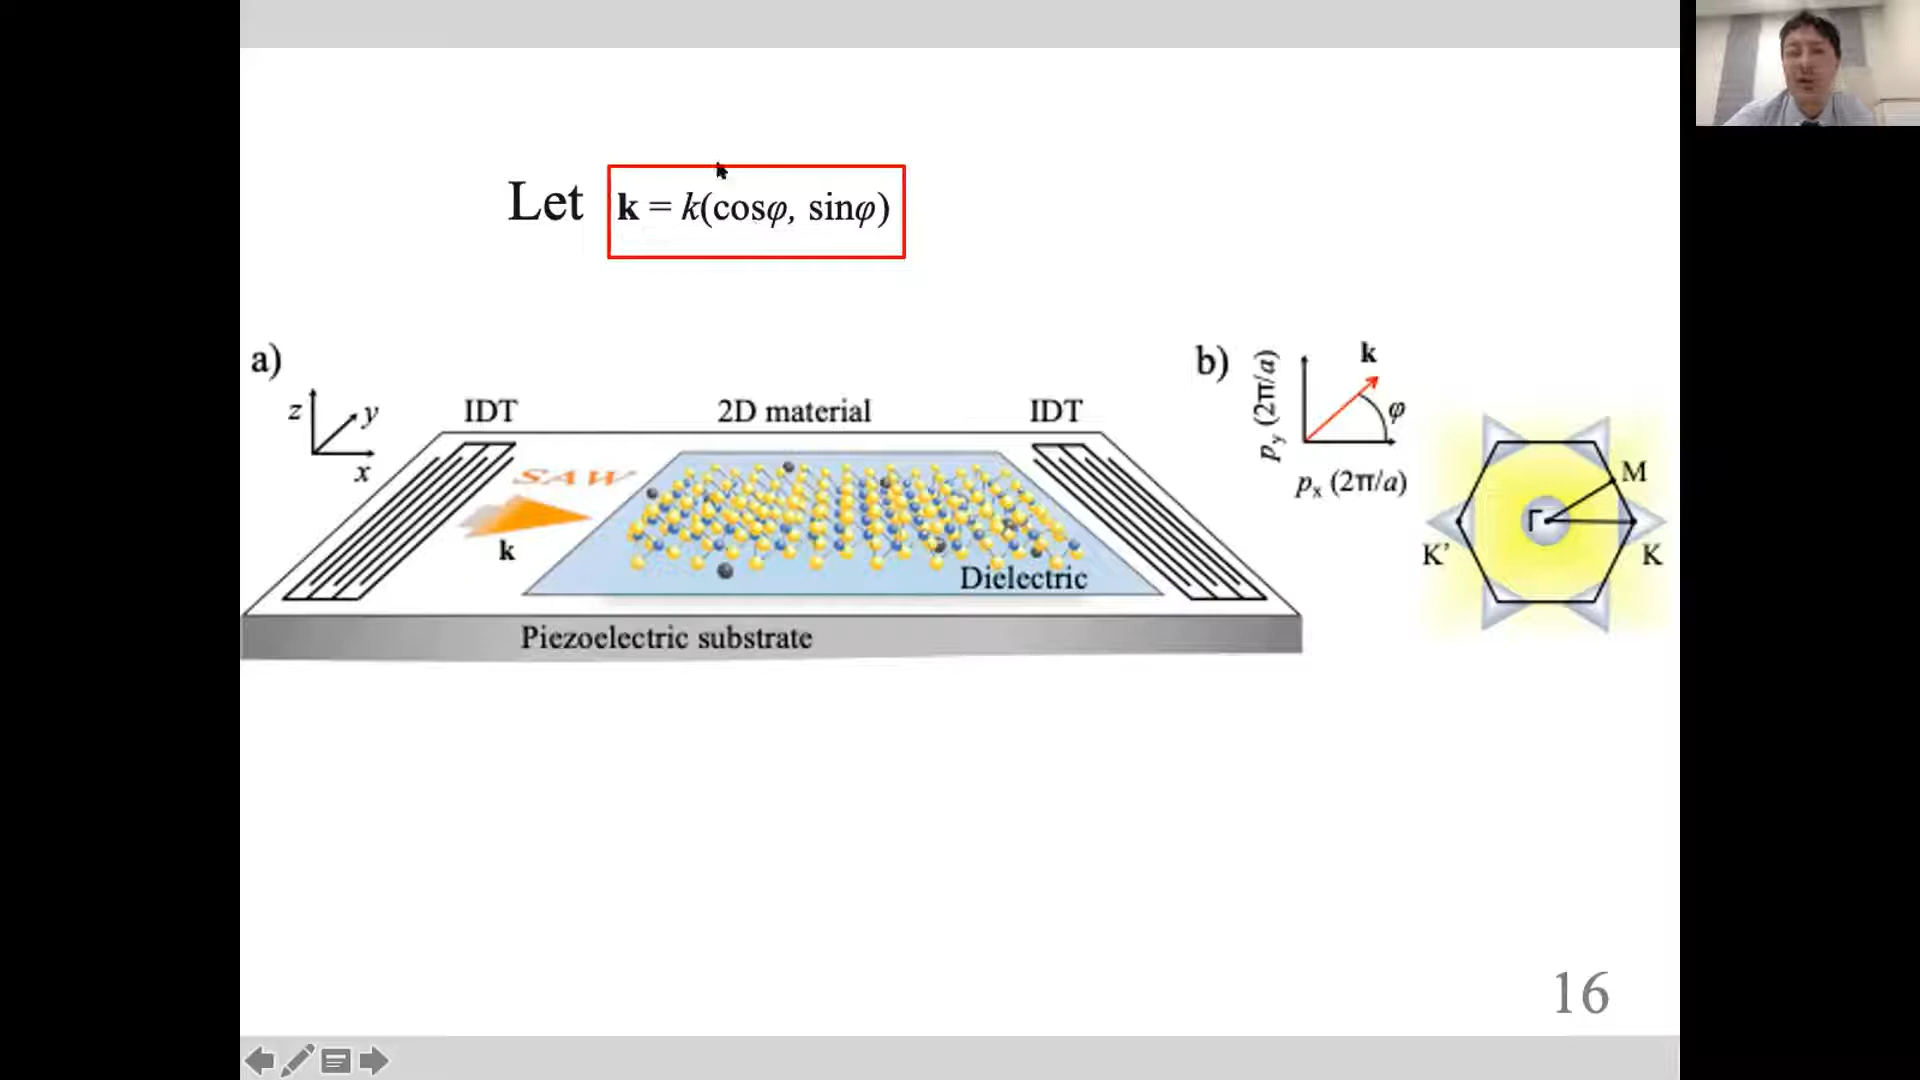 Let k = k(cosφ, sinφ)
a)
z
y
x
IDT
2D material
IDT
SAW
k
Dielectric
Piezoelectric substrate
b)
p_y (2π/a)
k
φ
p_x (2π/a)
M
Γ
K'
K
16